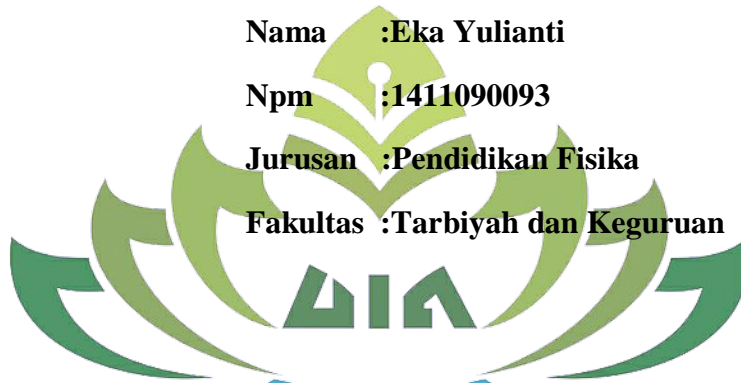 Nama :Eka Yulianti
Npm :1411090093
Jurusan :Pendidikan Fisika
Fakultas :Tarbiyah dan Keguruan
UIN